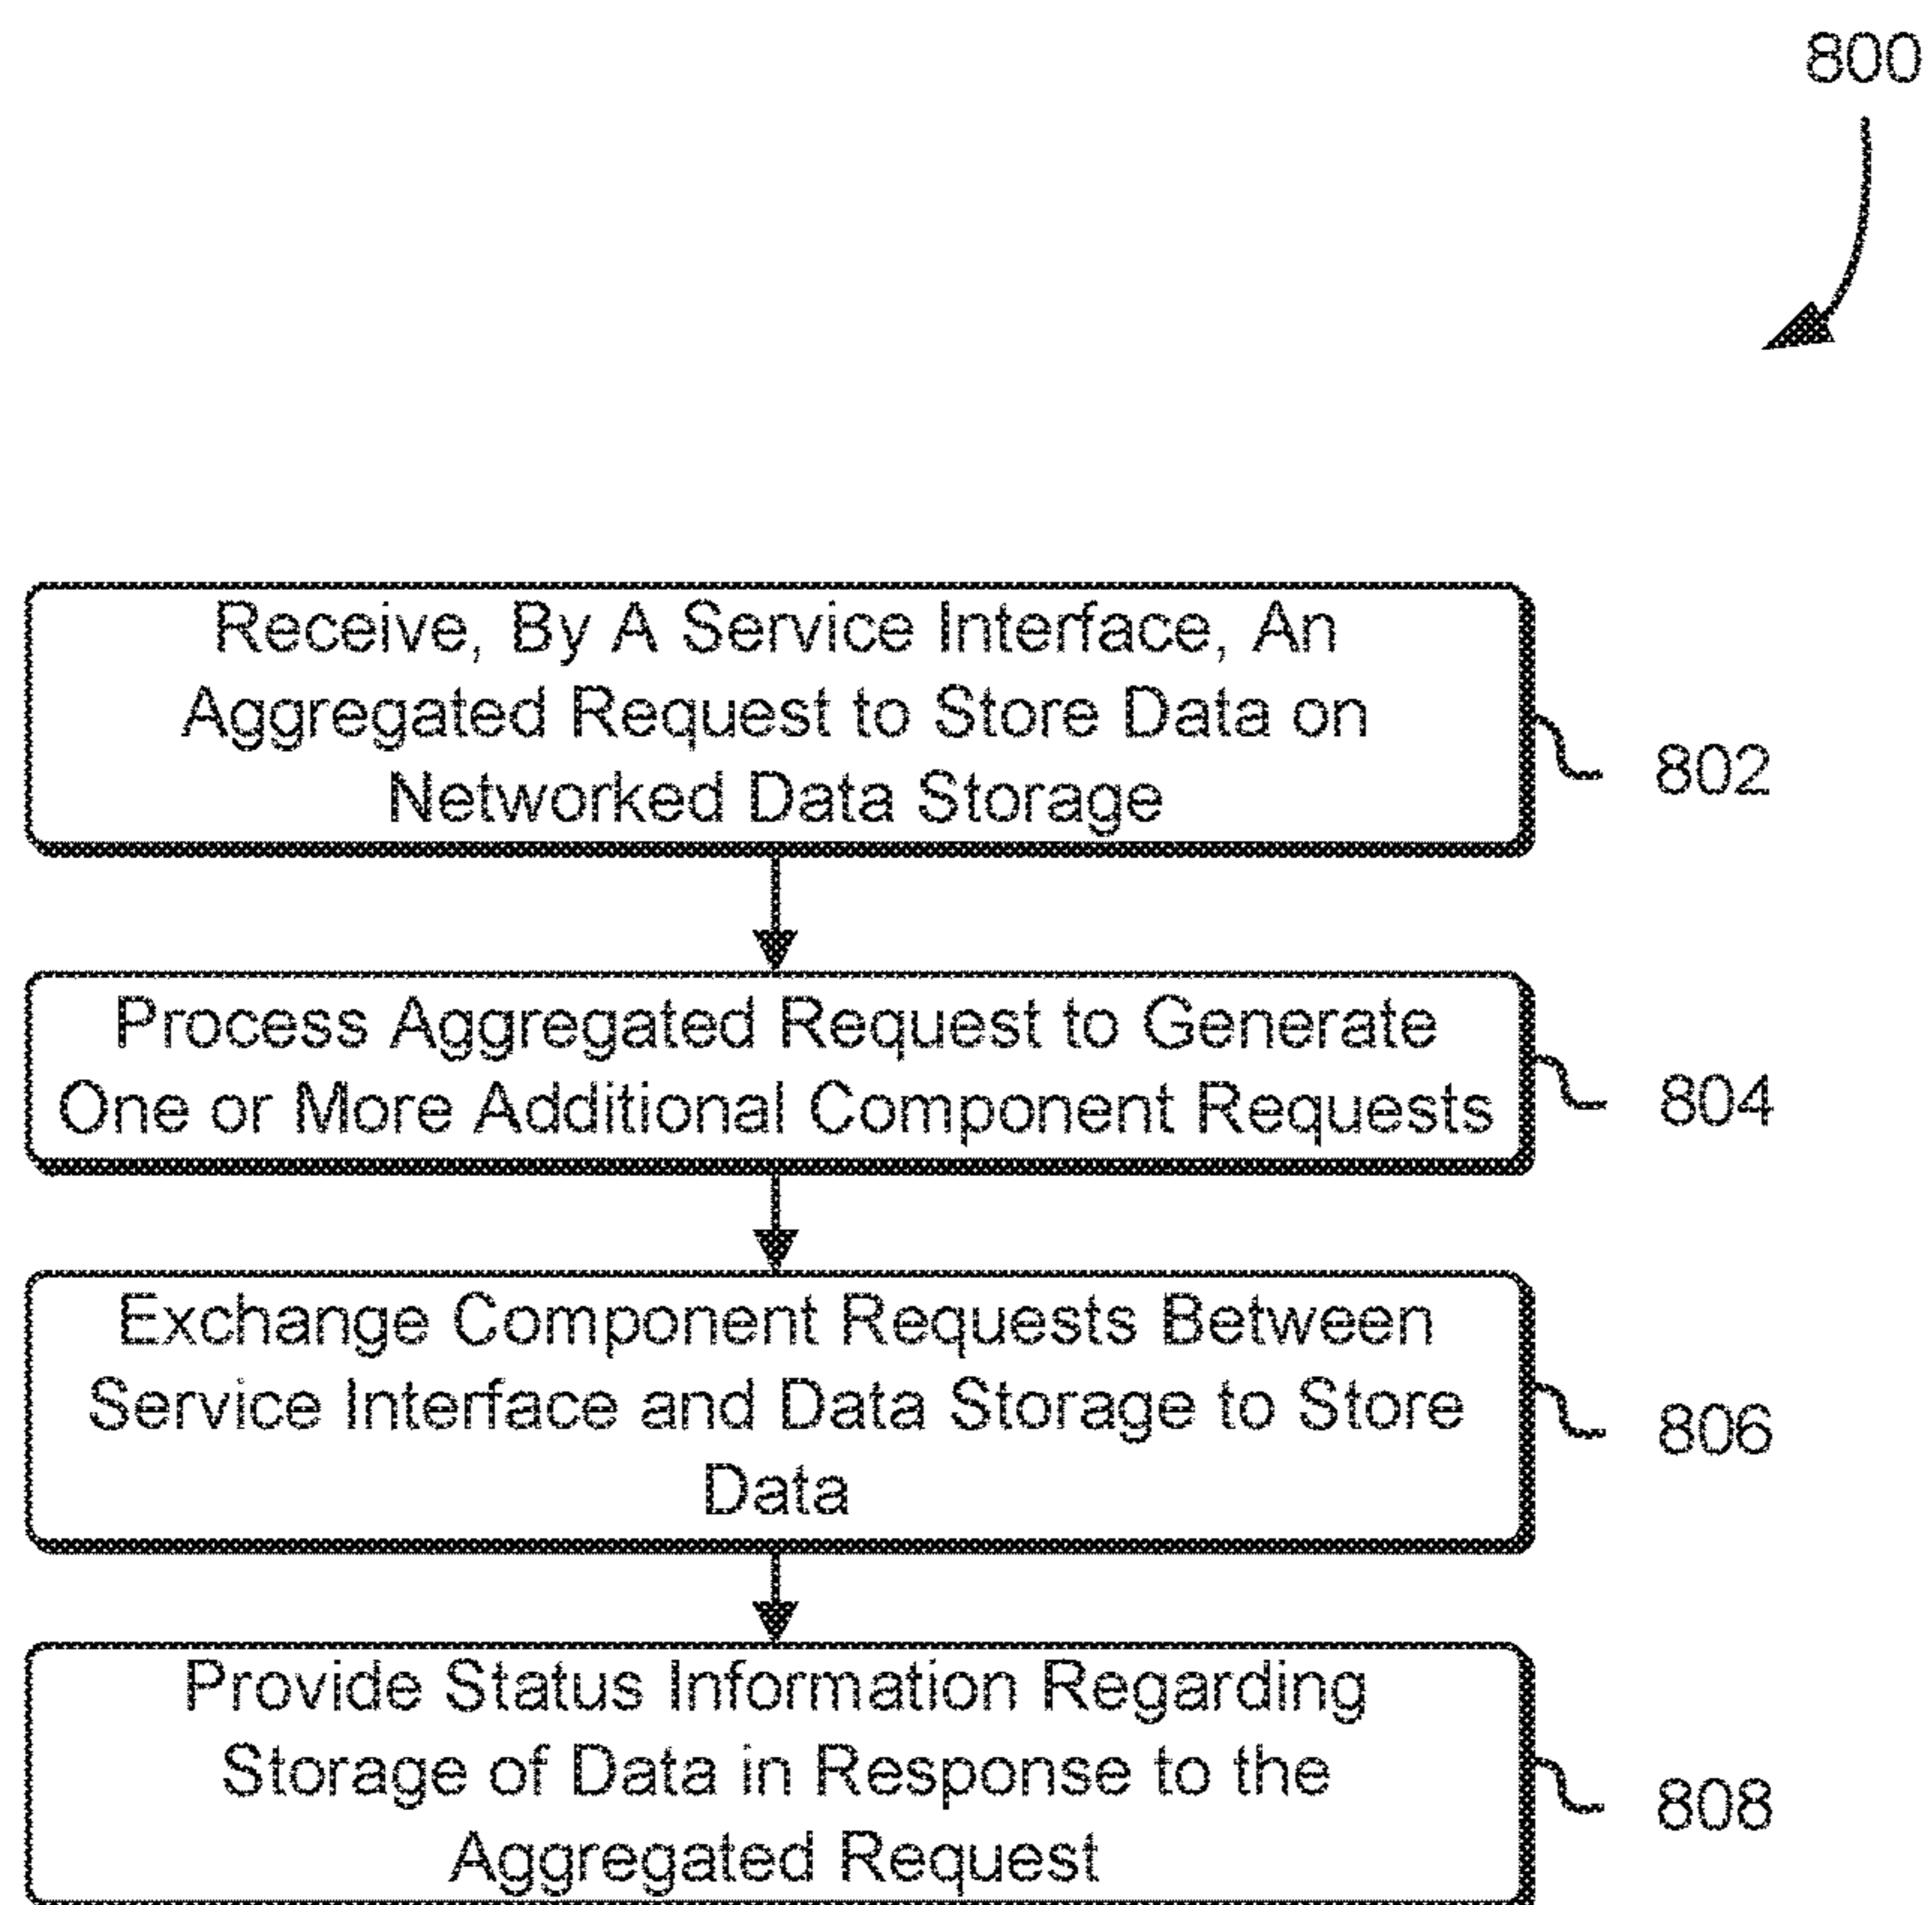 800
Receive, By A Service Interface, An
Aggregated Request to Store Data on
Networked Data Storage
802
Process Aggregated Request to Generate
One or More Additional Component Requests
804
Exchange Component Requests Between
Service Interface and Data Storage to Store
Data
806
Provide Status Information Regarding
Storage of Data in Response to the
Aggregated Request
808